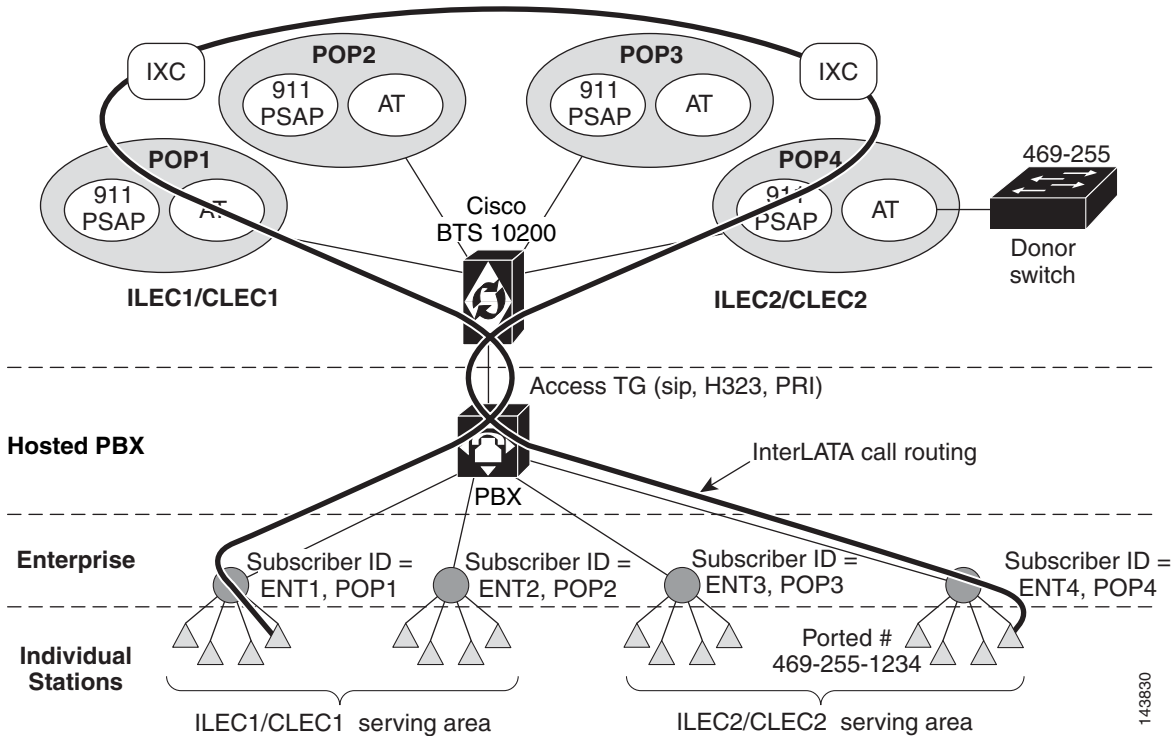 IXC
POP2
911
PSAP
AT
POP3
911
PSAP
AT
IXC
POP1
911
PSAP
AT
POP4
911
PSAP
AT
469-255
Donor
switch
Cisco
BTS 10200
ILEC1/CLEC1
ILEC2/CLEC2
Access TG (sip, H323, PRI)
Hosted PBX
InterLATA call routing
PBX
Enterprise
Subscriber ID =
ENT1, POP1
Subscriber ID =
ENT2, POP2
Subscriber ID =
ENT3, POP3
Subscriber ID =
ENT4, POP4
Individual
Stations
Ported #
469-255-1234
ILEC1/CLEC1 serving area
ILEC2/CLEC2 serving area
143830